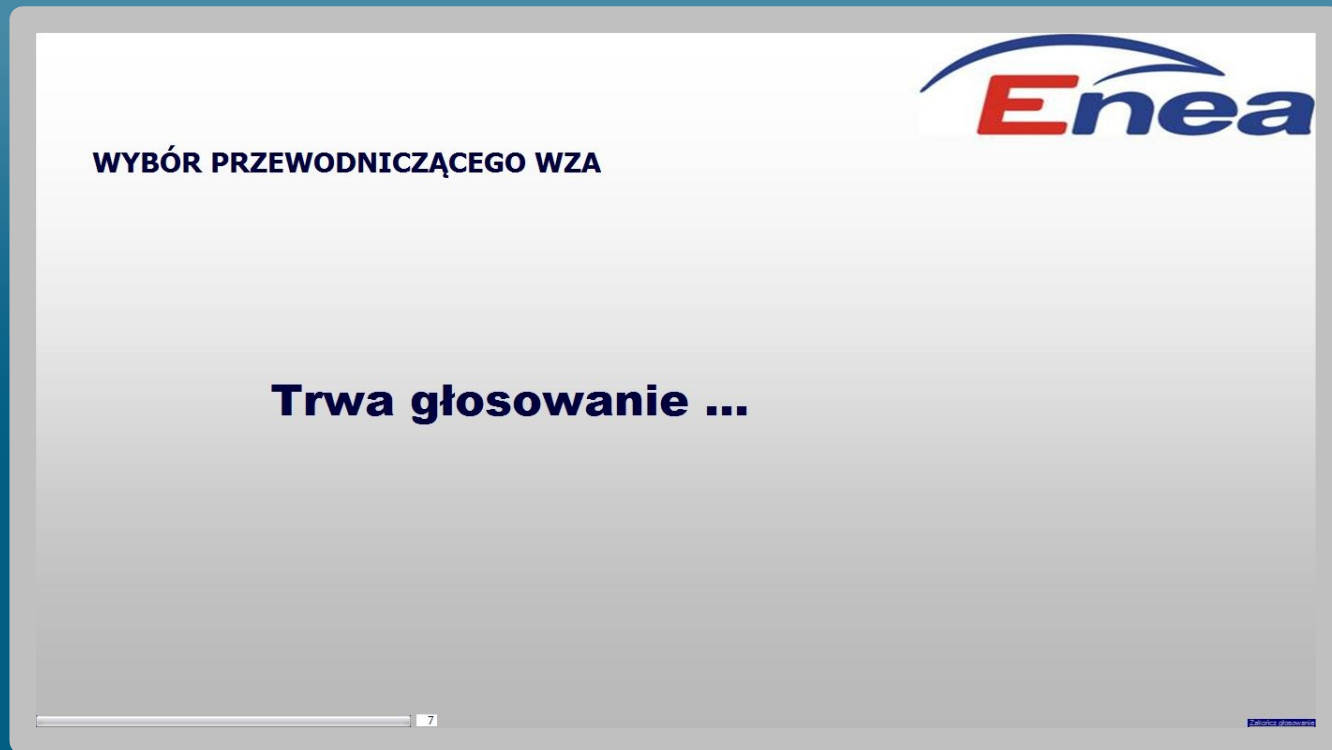 Enea
WYBÓR PRZEWODNICZĄCEGO WZA
Trwa głosowanie ...
7
Zakończ głosowanie